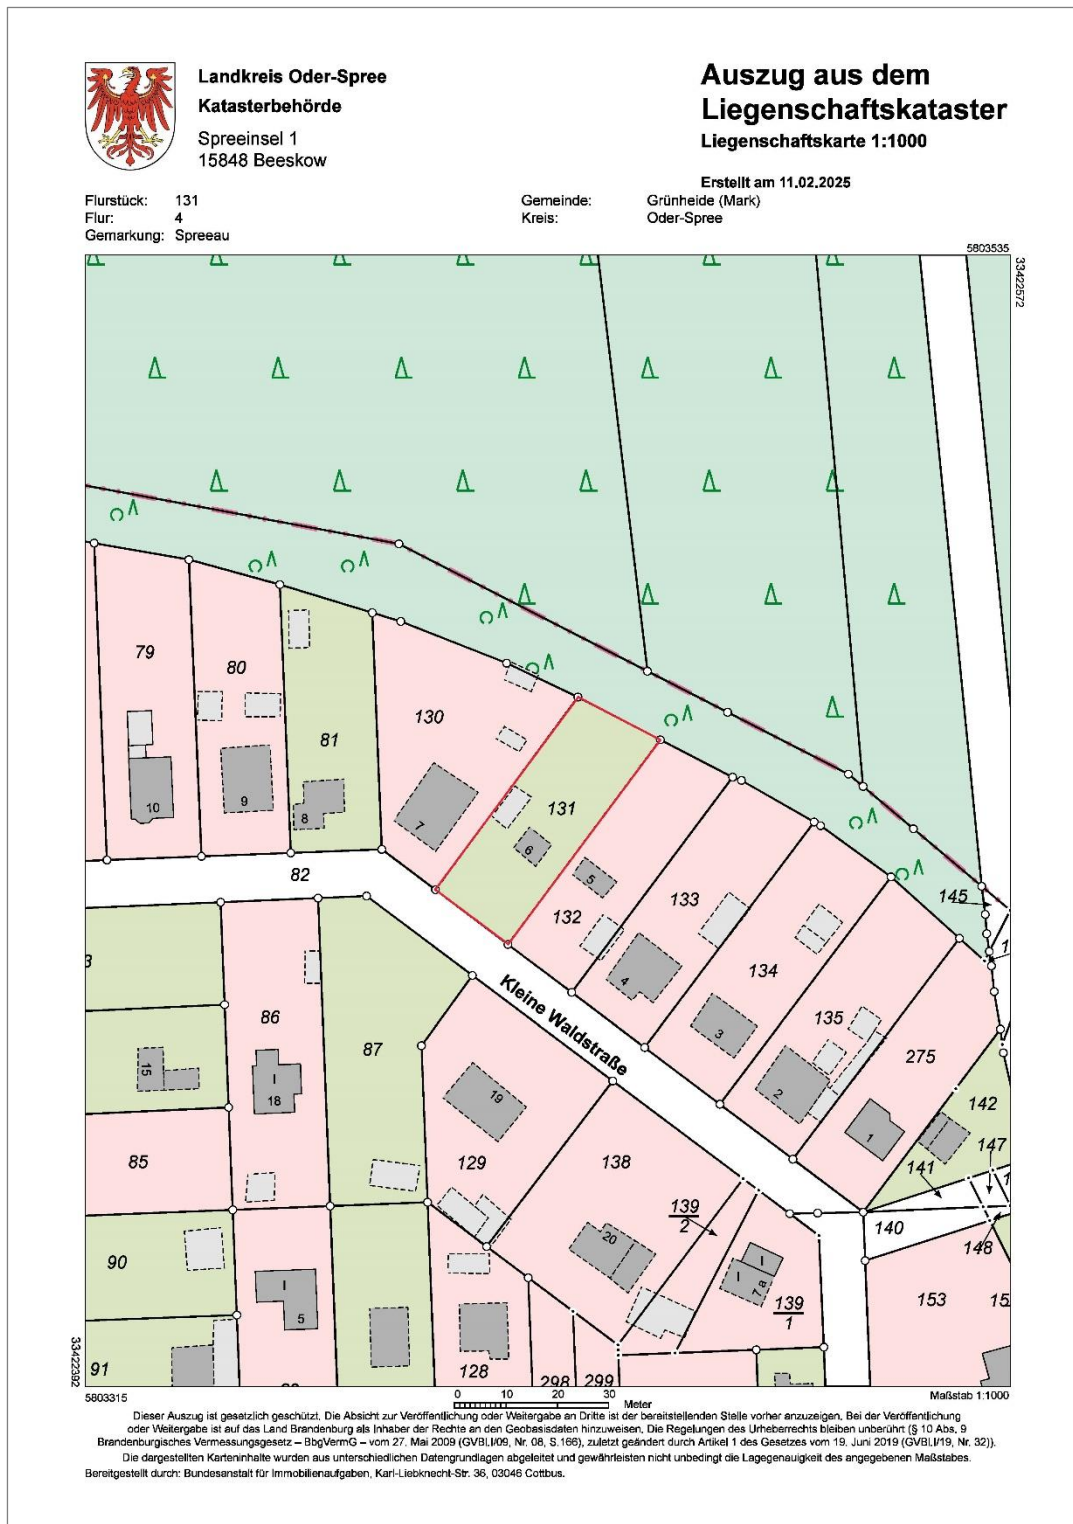 Landkreis Oder-Spree
Katasterbehörde
Spreeinsel 1
15848 Beeskow
Auszug aus dem
Liegenschaftskataster
Liegenschaftskarte 1:1000
Erstellt am 11.02.2025
Flurstück: 131
Flur: 4
Gemarkung: Spreeau
Gemeinde: Grünheide (Mark)
Kreis: Oder-Spree
5803535
33422572
79
80
81
130
131
10
9
8
7
6
5
82
132
133
134
135
275
145
1
4
3
2
1
Kleine Waldstraße
3
86
87
15
I
18
85
19
129
138
142
147
141
1
139
2
140
148
20
I
I
7 a
139
1
90
I
5
153
15
91
128
298
299
33422392
5803315
0 10 20 30
Meter
Maßstab 1:1000
Dieser Auszug ist gesetzlich geschützt. Die Absicht zur Veröffentlichung oder Weitergabe an Dritte ist der bereitstellenden Stelle vorher anzuzeigen. Bei der Veröffentlichung
oder Weitergabe ist auf das Land Brandenburg als Inhaber der Rechte an den Geobasisdaten hinzuweisen. Die Regelungen des Urheberrechts bleiben unberührt (§ 10 Abs. 9
Brandenburgisches Vermessungsgesetz – BbgVermG – vom 27. Mai 2009 (GVBl.I/09, Nr. 08, S.166), zuletzt geändert durch Artikel 1 des Gesetzes vom 19. Juni 2019 (GVBl.I/19, Nr. 32)).
Die dargestellten Karteninhalte wurden aus unterschiedlichen Datengrundlagen abgeleitet und gewährleisten nicht unbedingt die Lagegenauigkeit des angegebenen Maßstabes.
Bereitgestellt durch: Bundesanstalt für Immobilienaufgaben, Karl-Liebknecht-Str. 36, 03046 Cottbus.